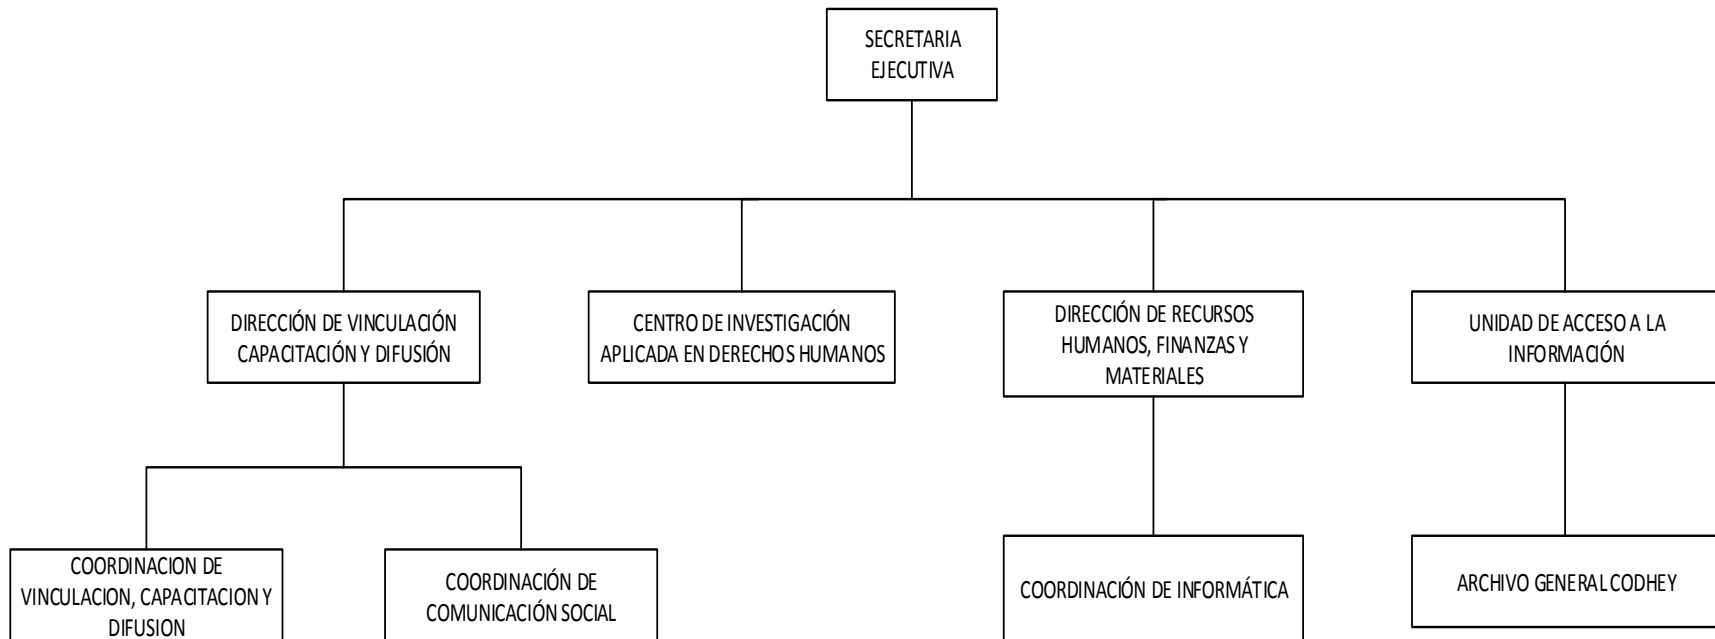 SECRETARIA
EJECUTIVA
DIRECCIÓN DE VINCULACIÓN
CAPACITACIÓN Y DIFUSIÓN
CENTRO DE INVESTIGACIÓN
APLICADA EN DERECHOS HUMANOS
DIRECCIÓN DE RECURSOS
HUMANOS, FINANZAS Y
MATERIALES
UNIDAD DE ACCESO A LA
INFORMACIÓN
COORDINACION DE
VINCULACION, CAPACITACION Y
DIFUSION
COORDINACIÓN DE
COMUNICACIÓN SOCIAL
COORDINACIÓN DE INFORMÁTICA
ARCHIVO GENERAL CODHEY